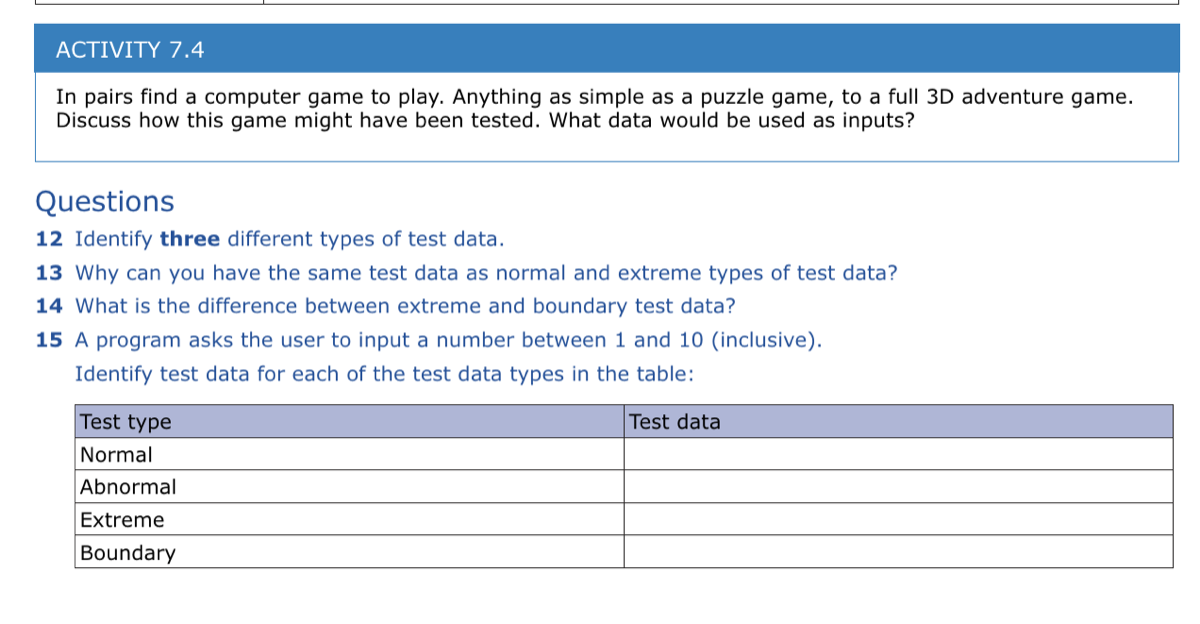 ACTIVITY 7.4
In pairs find a computer game to play. Anything as simple as a puzzle game, to a full 3D adventure game.
Discuss how this game might have been tested. What data would be used as inputs?
Questions
12 Identify three different types of test data.
13 Why can you have the same test data as normal and extreme types of test data?
14 What is the difference between extreme and boundary test data?
15 A program asks the user to input a number between 1 and 10 (inclusive).
Identify test data for each of the test data types in the table:
Test type Test data
Normal
Abnormal
Extreme
Boundary